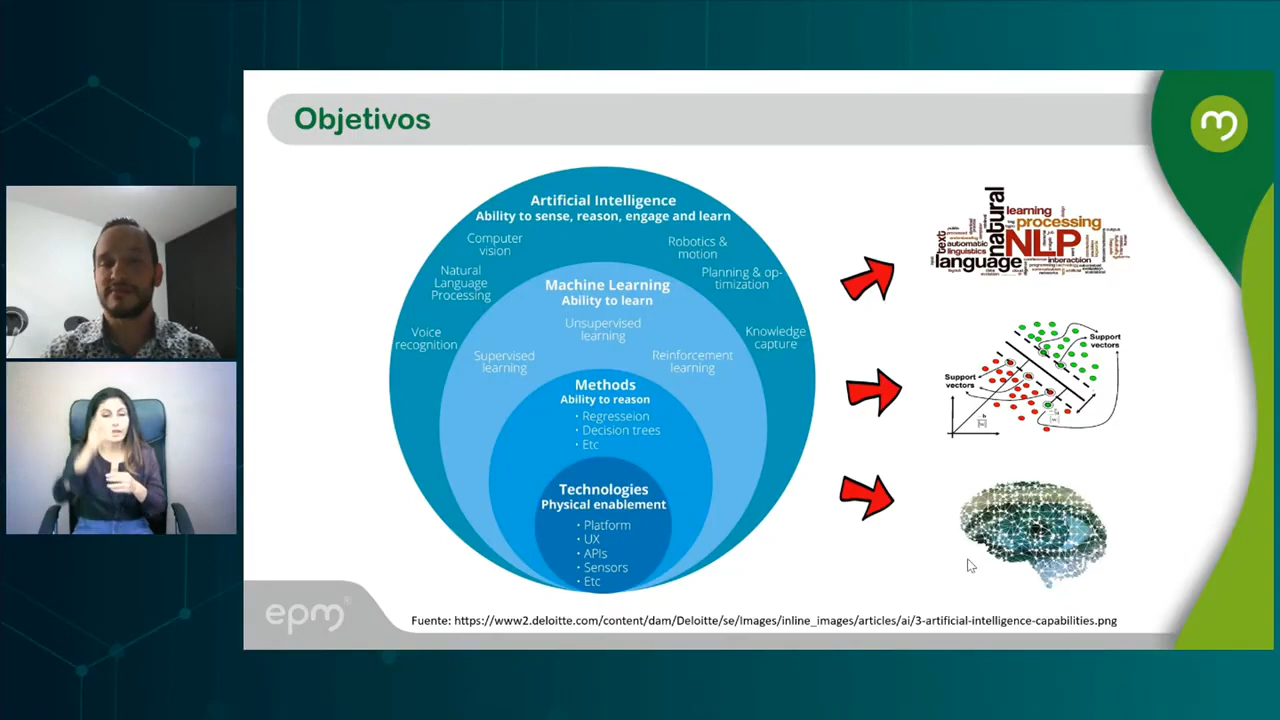 Objetivos
Artificial Intelligence
Ability to sense, reason, engage and learn
Computer
vision
Robotics &
motion
Natural
Language
Processing
Planning & op-
timization
Voice
recognition
Knowledge
capture
Machine Learning
Ability to learn
Unsupervised
learning
Supervised
learning
Reinforcement
learning
Methods
Ability to reason
· Regresseion
· Decision trees
· Etc
Technologies
Physical enablement
· Platform
· UX
· APIs
· Sensors
· Etc
natural
learning
processing
text
automatic
linguistics
NLP
language
interaction
Support
vectors
Support
vectors
epm®
Fuente: https://www2.deloitte.com/content/dam/Deloitte/se/Images/inline_images/articles/ai/3-artificial-intelligence-capabilities.png